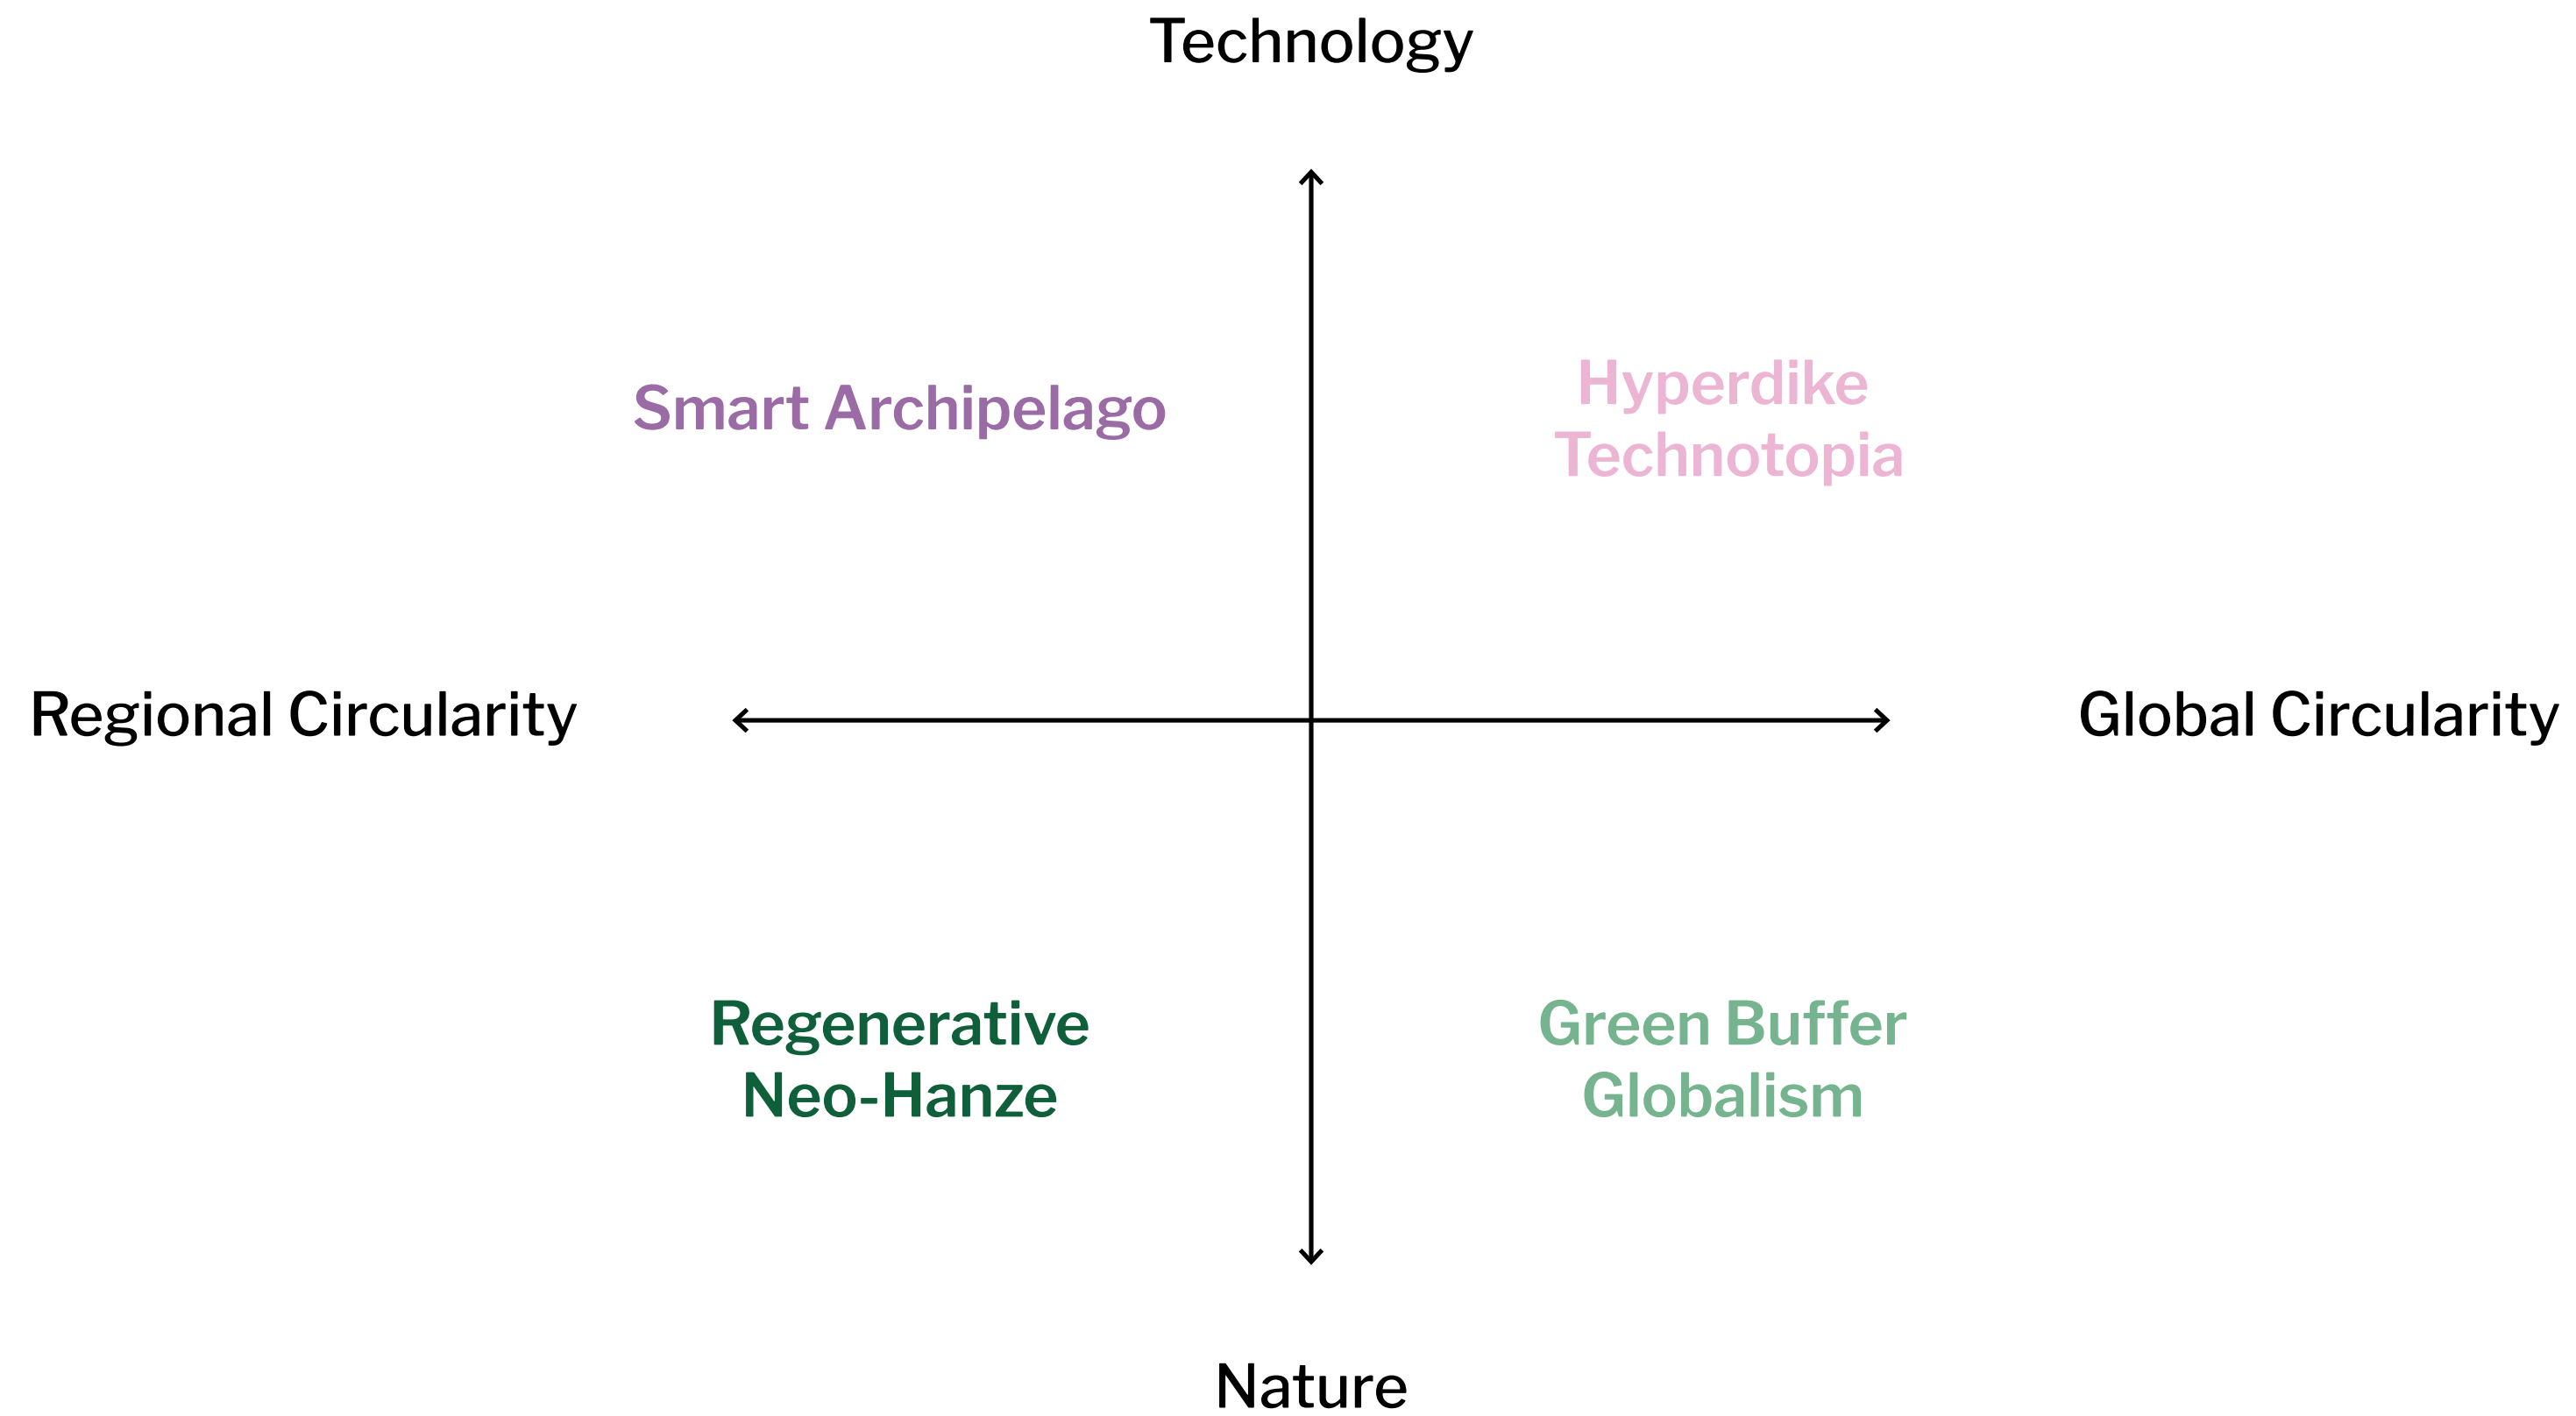 Technology
Smart Archipelago
Hyperdike
Technotopia
Regional Circularity
Global Circularity
Regenerative
Neo-Hanze
Green Buffer
Globalism
Nature